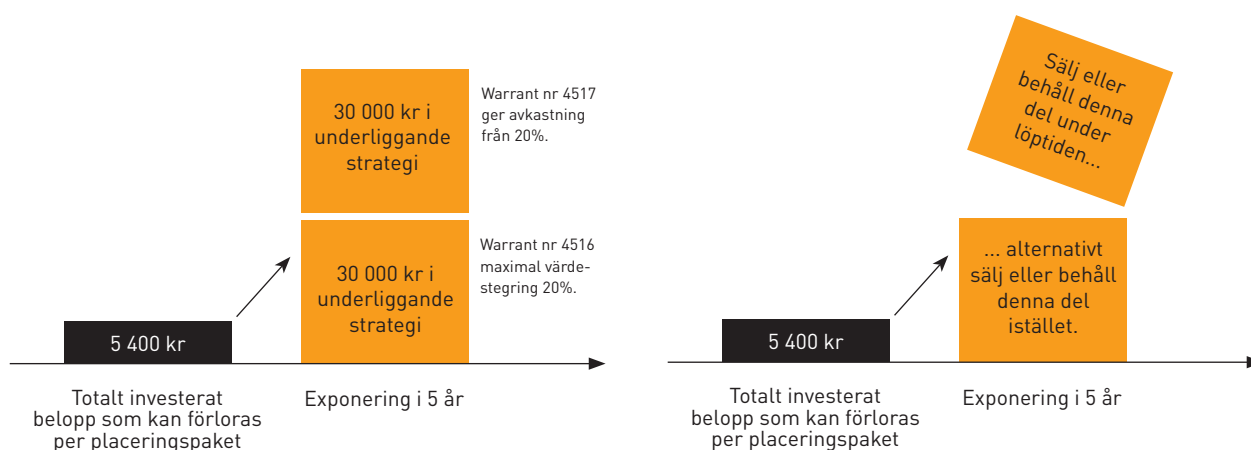 30 000 kr i
underliggande
strategi
Warrant nr 4517
ger avkastning
från 20%.
30 000 kr i
underliggande
strategi
Warrant nr 4516
maximal värde-
stegring 20%.
5 400 kr
Totalt investerat
belopp som kan förloras
per placeringspaket
Exponering i 5 år
Sälj eller
behåll denna
del under
löptiden...
... alternativt
sälj eller behåll
denna del
istället.
5 400 kr
Totalt investerat
belopp som kan förloras
per placeringspaket
Exponering i 5 år